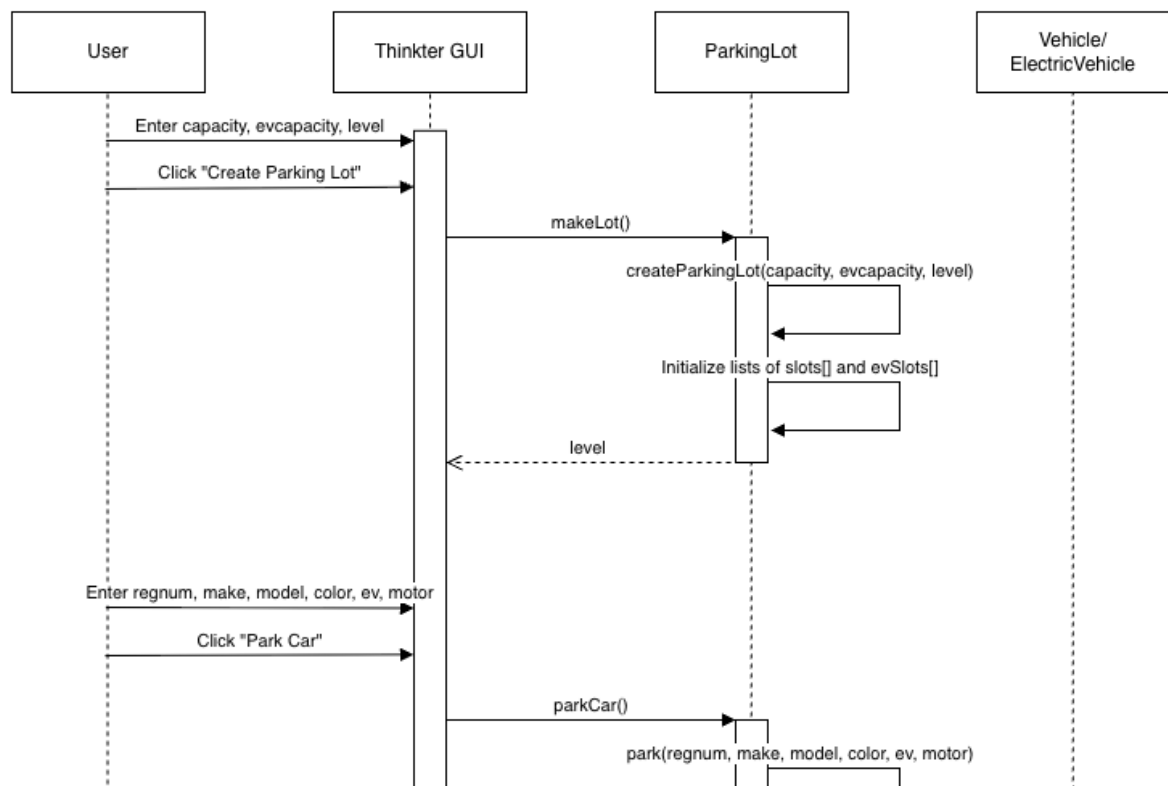 User
Thinkter GUI
ParkingLot
Vehicle/
ElectricVehicle
Enter capacity, evcapacity, level
Click "Create Parking Lot"
makeLot()
createParkingLot(capacity, evcapacity, level)
Initialize lists of slots[] and evSlots[]
level
Enter regnum, make, model, color, ev, motor
Click "Park Car"
parkCar()
park(regnum, make, model, color, ev, motor)